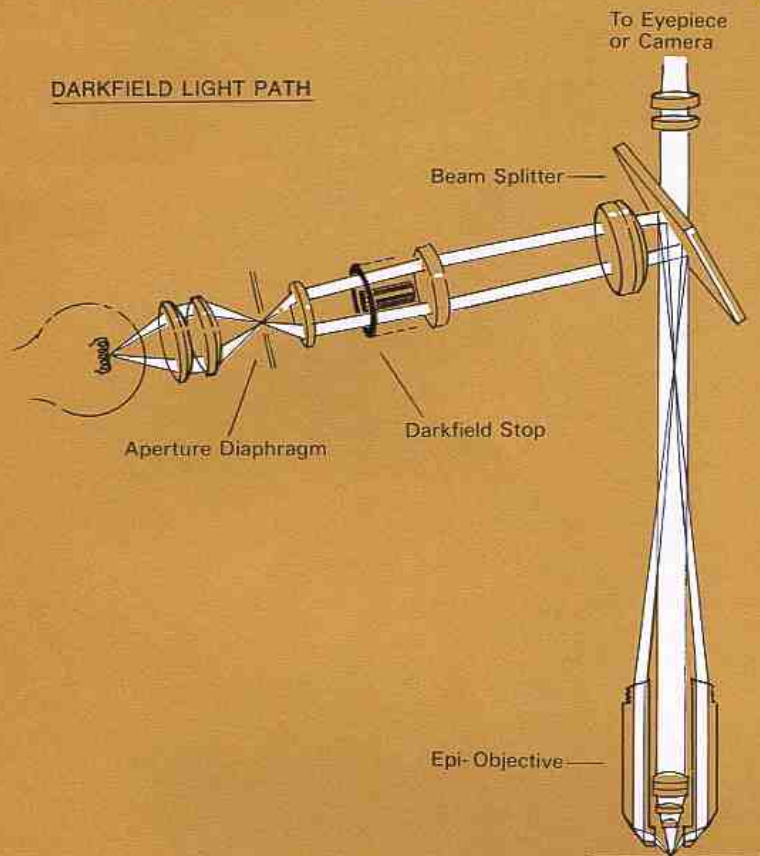 To Eyepiece
or Camera
DARKFIELD LIGHT PATH
Beam Splitter
Darkfield Stop
Aperture Diaphragm
Epi-Objective